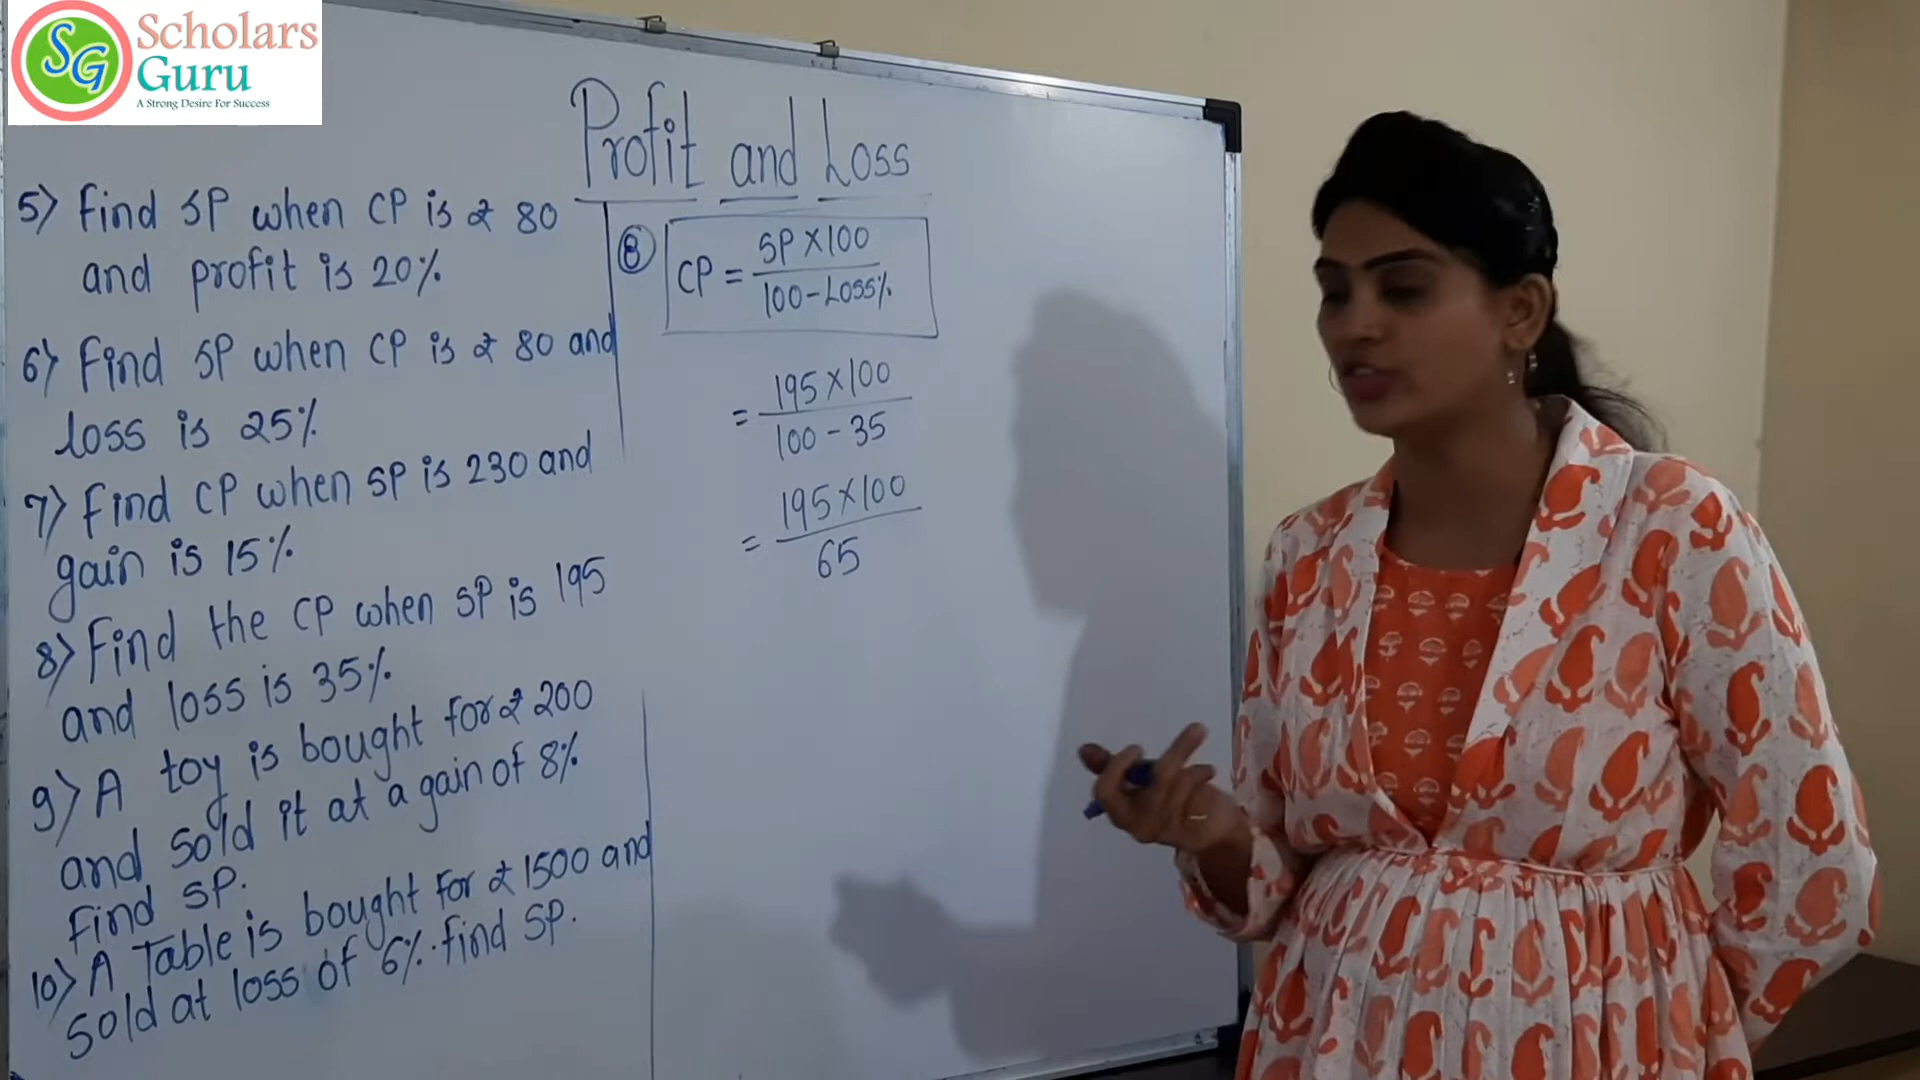 SG
Scholars
Guru
A Strong Desire For Success
Profit and Loss
5) Find SP when CP is ₹ 80
and profit is 20%
6) Find SP when CP is ₹ 80 and
loss is 25%
7) Find CP when SP is 230 and
gain is 15%
8) Find the CP when SP is 195
and loss is 35%
9) A toy is bought for ₹ 200
and sold it at a gain of 8%
Find SP.
10) A Table is bought for ₹ 1500 and
sold at loss of 6%. find SP.
8
CP = SP X 100
100 - Loss%
= 195 X 100
100 - 35
= 195 X 100
65